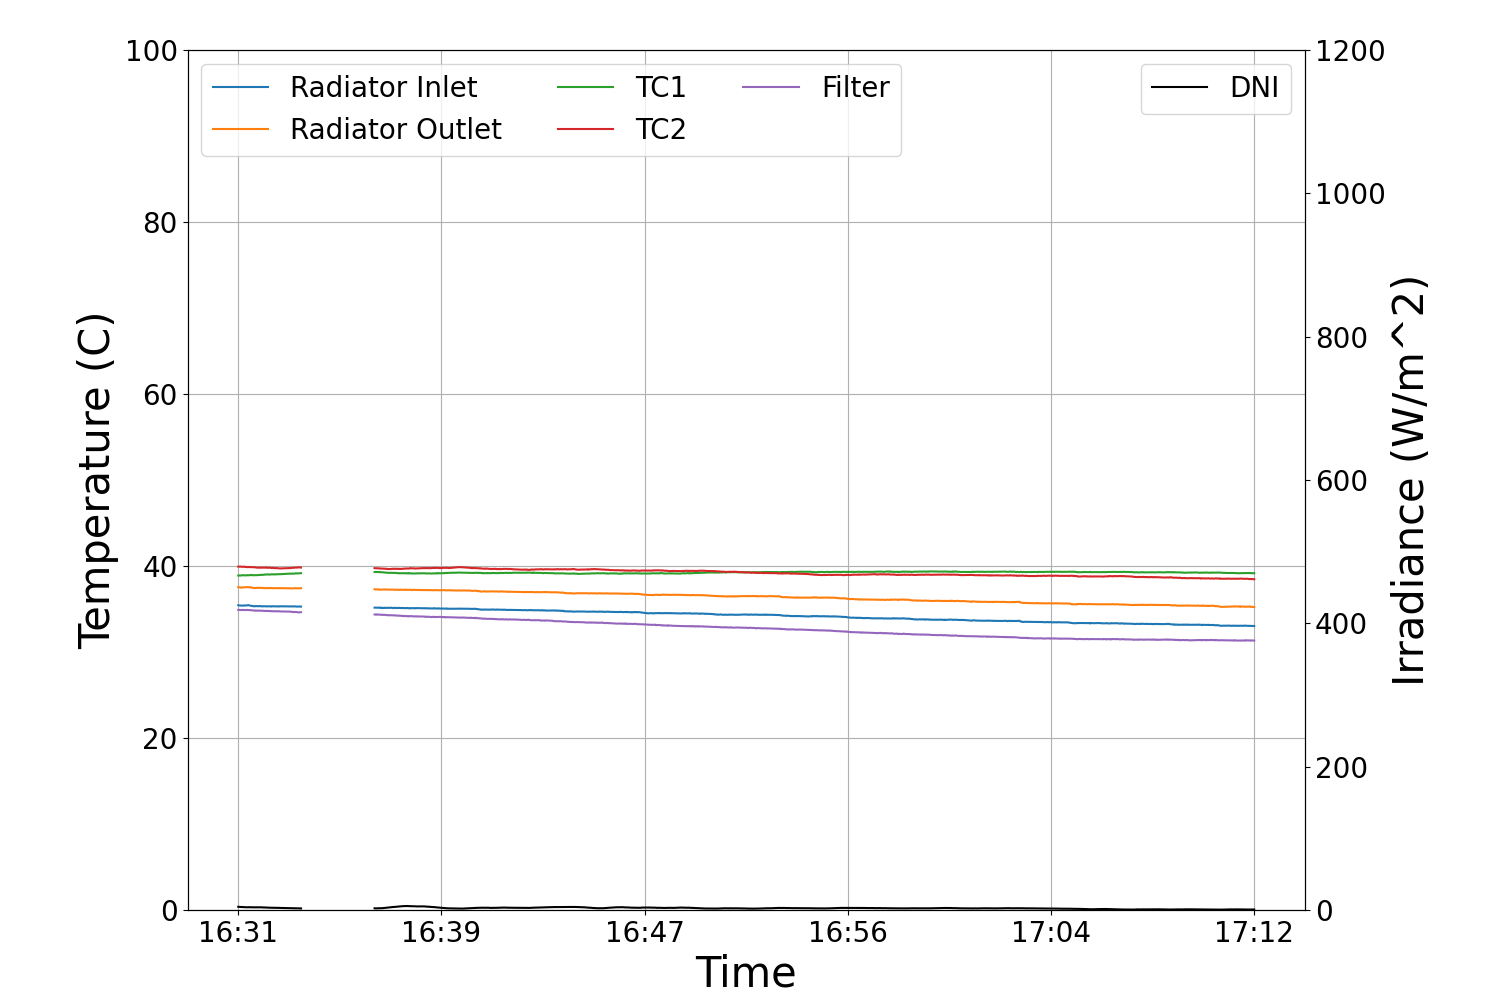 100
80
60
40
20
0
Temperature (C)
Radiator Inlet
Radiator Outlet
TC1
TC2
Filter
DNI
1200
1000
800
600
400
200
0
Irradiance (W/m^2)
16:31 16:39 16:47 16:56 17:04 17:12
Time